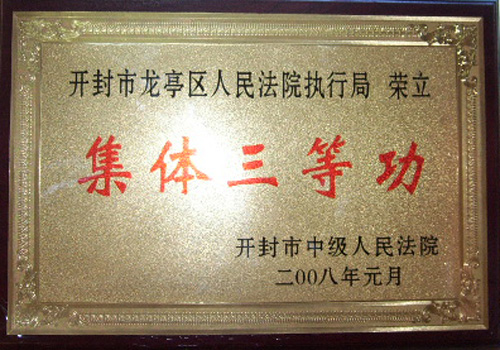 开封市龙亭区人民法院执行局 荣立
集体三等功
开封市中级人民法院
二00八年元月